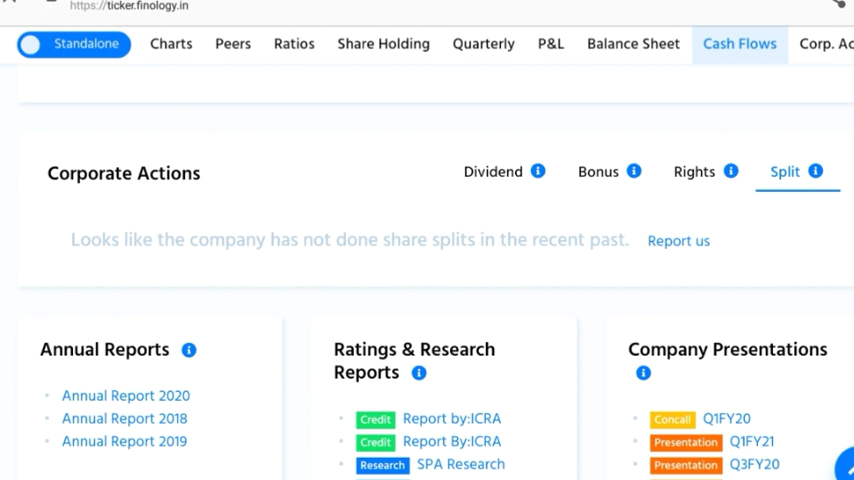 https://ticker.finology.in
Standalone Charts Peers Ratios Share Holding Quarterly P&L Balance Sheet Cash Flows Corp. Ac
Corporate Actions Dividend Bonus Rights Split
Looks like the company has not done share splits in the recent past. Report us
Annual Reports
Annual Report 2020
Annual Report 2018
Annual Report 2019
Ratings & Research
Reports
Credit Report by:ICRA
Credit Report By:ICRA
Research SPA Research
Company Presentations
Concall Q1FY20
Presentation Q1FY21
Presentation Q3FY20